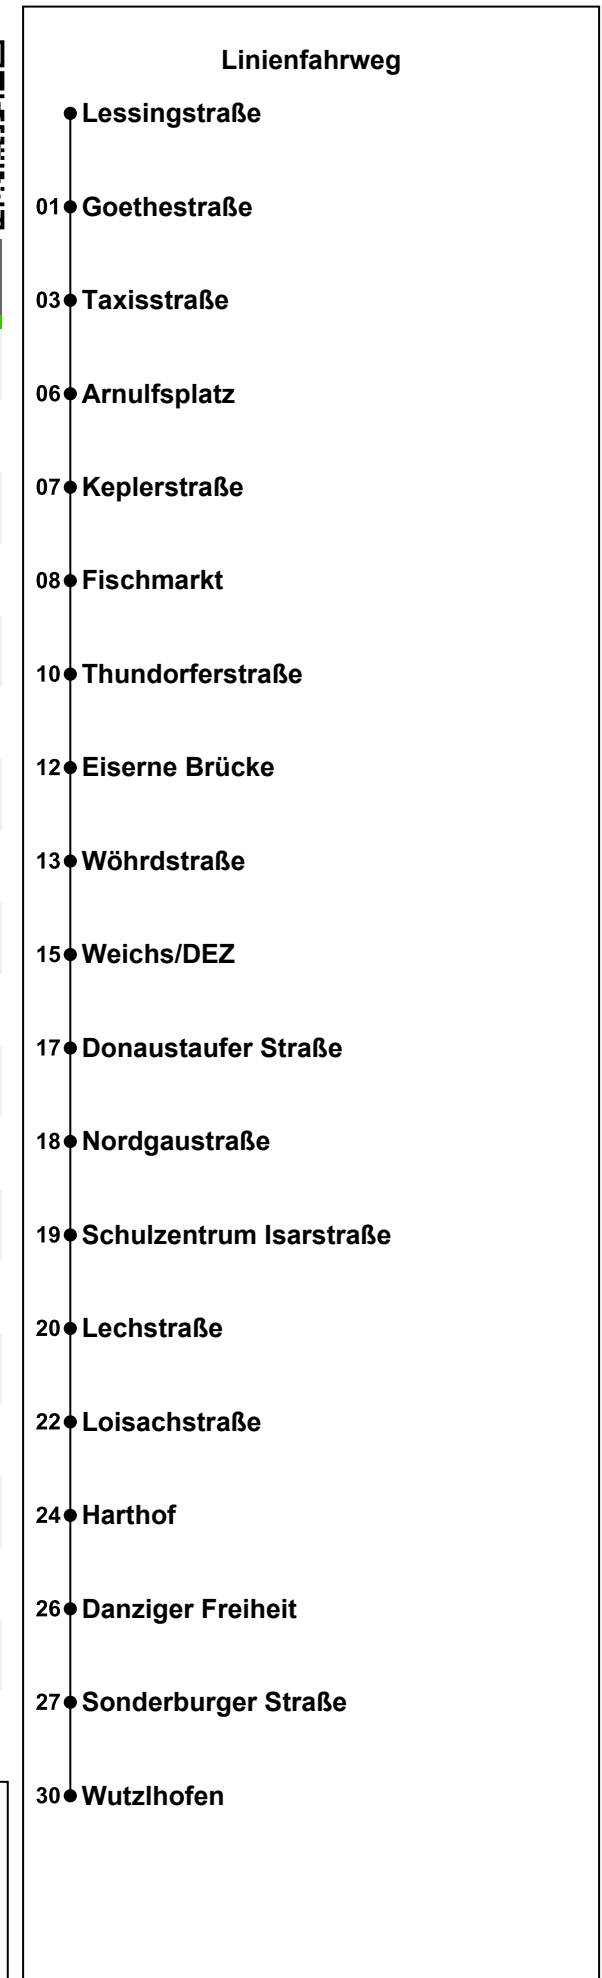 Linienfahrweg
Lessingstraße
01 Goethestraße
03 Taxisstraße
06 Arnulfsplatz
07 Keplerstraße
08 Fischmarkt
10 Thundorferstraße
12 Eiserne Brücke
13 Wöhrdstraße
15 Weichs/DEZ
17 Donaustaufer Straße
18 Nordgaustraße
19 Schulzentrum Isarstraße
20 Lechstraße
22 Loisachstraße
24 Harthof
26 Danziger Freiheit
27 Sonderburger Straße
30 Wutzlhofen